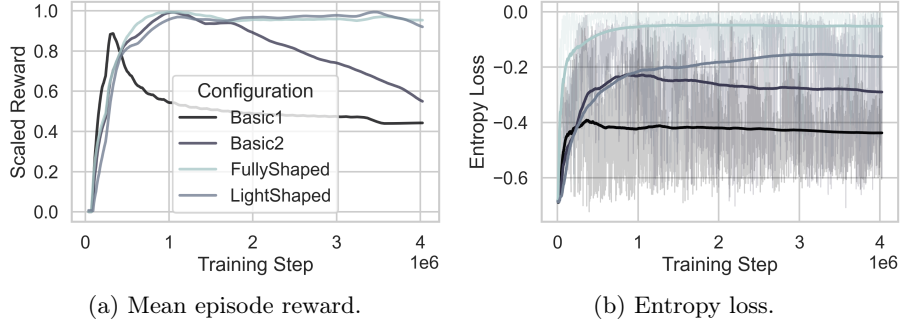 1.0
0.8
0.6
0.4
0.2
0.0
Scaled Reward
Configuration
Basic1
Basic2
FullyShaped
LightShaped
0 1 2 3 4
1e6
Training Step
(a) Mean episode reward.
0.0
−0.2
−0.4
−0.6
Entropy Loss
0 1 2 3 4
1e6
Training Step
(b) Entropy loss.